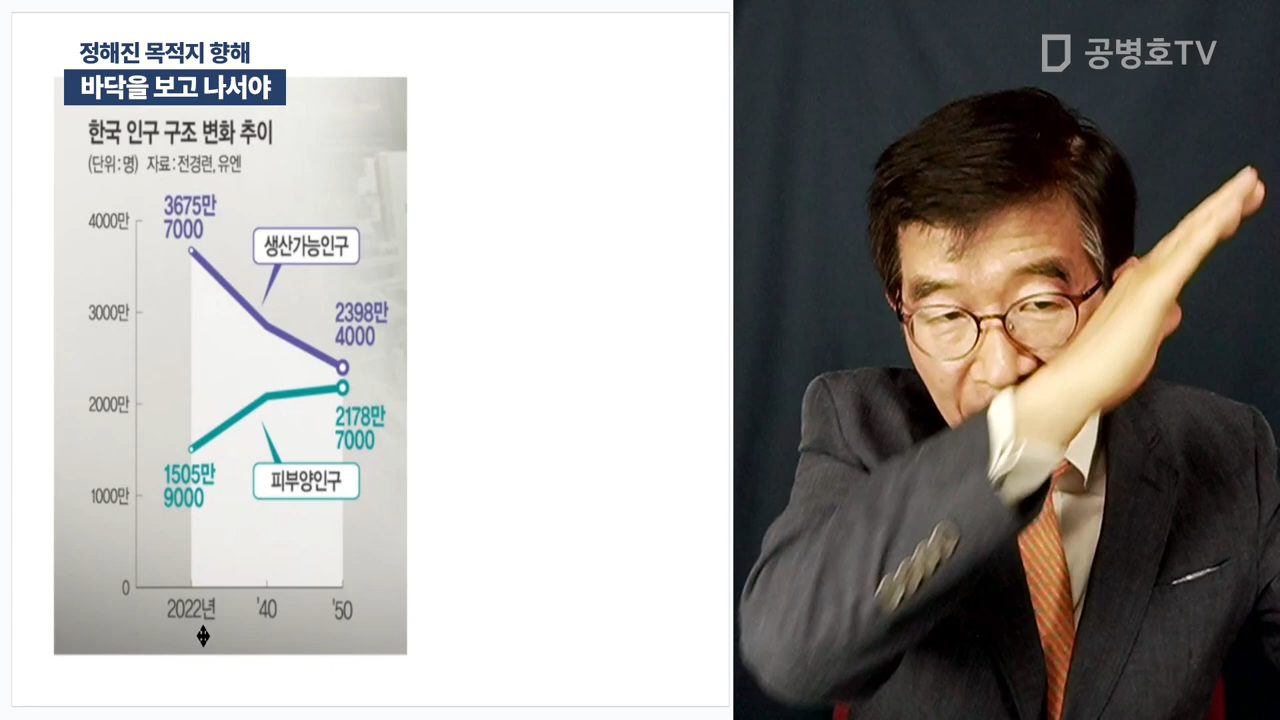 정해진 목적지 향해
바닥을 보고 나서야
공병호TV
한국 인구 구조 변화 추이
(단위:명) 자료:전경련, 유엔
4000만
3000만
2000만
1000만
0
3675만
7000
생산가능인구
2398만
4000
2178만
7000
1505만
9000
피부양인구
2022년
'40
'50